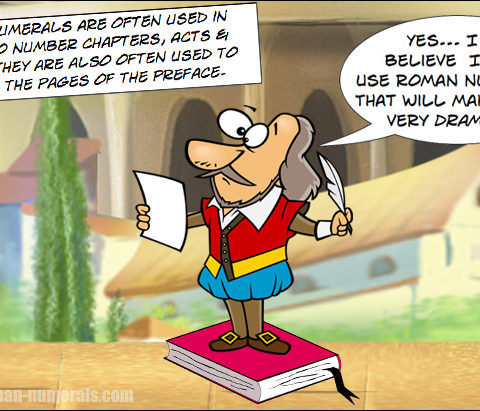 UMERALS ARE OFTEN USED IN
O NUMBER CHAPTERS, ACTS &
THEY ARE ALSO OFTEN USED TO
THE PAGES OF THE PREFACE.
YES... I
BELIEVE I
USE ROMAN NU
THAT WILL MA
VERY DRAM
an-numerals.com